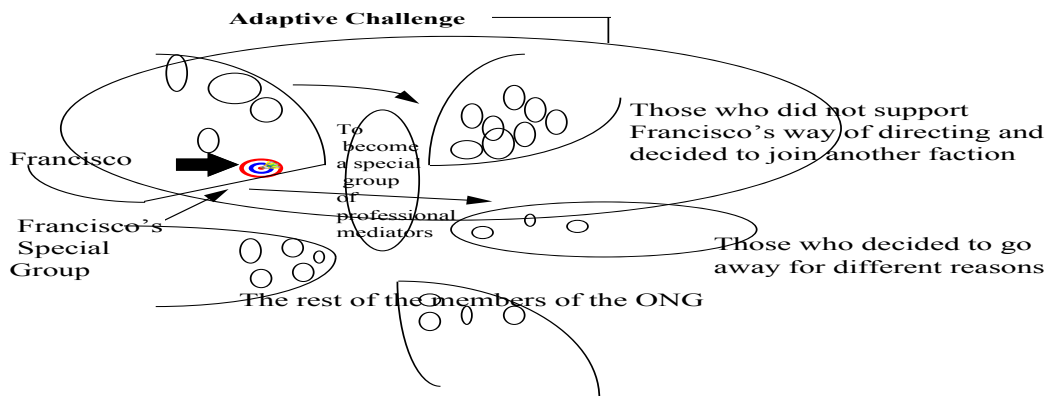 Adaptive Challenge
Those who did not support
Francisco's way of directing and
decided to join another faction
To
become
a special
group
of
professional
mediators
Francisco
Francisco's
Special
Group
Those who decided to go
away for different reasons
The rest of the members of the ONG